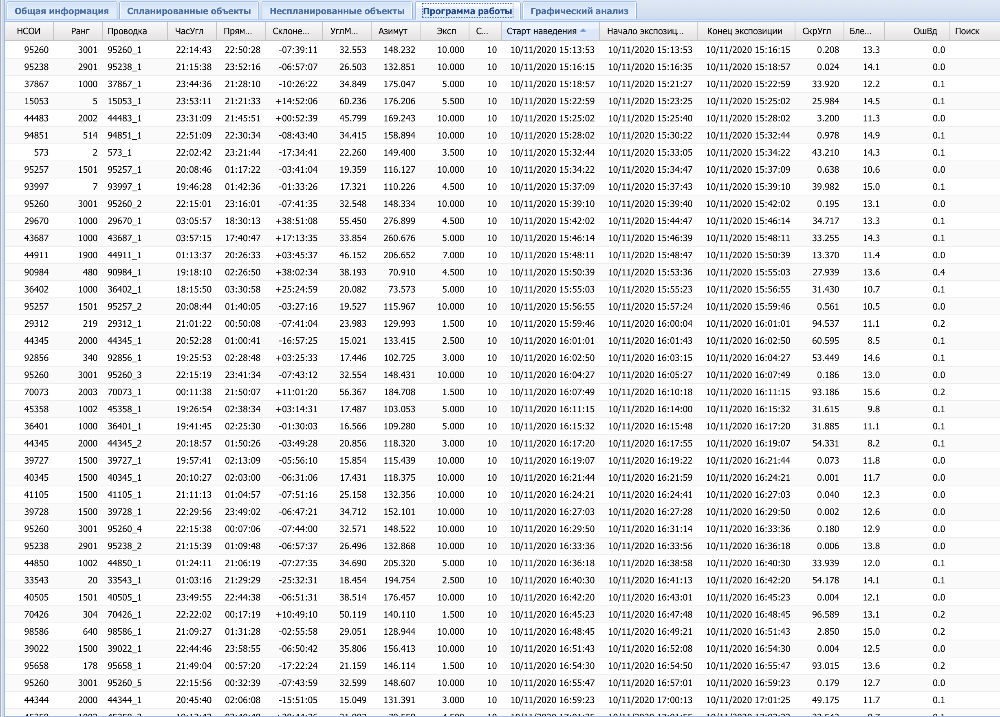 Общая информация Спланированные объекты Неспланированные объекты Программа работы Графический анализ
НСОИ Ранг Проводка ЧасУгл Прям... Склоне... УглМ... Азимут Эксп С... Старт наведения Начало экспозиц... Конец экспозиции СкрУгл Бле... ОшВд Поиск
95260 3001 95260_1 22:14:43 22:50:28 -07:39:11 32.553 148.232 10.000 10 10/11/2020 15:13:53 10/11/2020 15:13:53 10/11/2020 15:16:15 0.208 13.3 0.0
95238 2901 95238_1 21:15:38 23:52:16 -06:57:07 26.503 132.851 10.000 10 10/11/2020 15:16:15 10/11/2020 15:16:35 10/11/2020 15:18:57 0.024 14.1 0.0
37867 1000 37867_1 23:44:36 21:28:10 -10:26:22 34.849 175.047 5.000 10 10/11/2020 15:18:57 10/11/2020 15:21:27 10/11/2020 15:22:59 33.920 12.2 0.1
15053 5 15053_1 23:53:11 21:21:33 +14:52:06 60.236 176.206 5.500 10 10/11/2020 15:22:59 10/11/2020 15:23:25 10/11/2020 15:25:02 25.984 14.5 0.1
44483 2002 44483_1 23:31:09 21:45:51 +00:52:39 45.799 169.243 10.000 10 10/11/2020 15:25:02 10/11/2020 15:25:40 10/11/2020 15:28:02 3.200 11.3 0.0
94851 514 94851_1 22:51:09 22:30:34 -08:43:40 34.415 158.894 10.000 10 10/11/2020 15:28:02 10/11/2020 15:30:22 10/11/2020 15:32:44 0.978 14.9 0.1
573 2 573_1 22:02:42 23:21:44 -17:34:41 22.260 149.400 3.500 10 10/11/2020 15:32:44 10/11/2020 15:33:05 10/11/2020 15:34:22 43.210 14.3 0.1
95257 1501 95257_1 20:08:46 01:17:22 -03:41:04 19.359 116.127 10.000 10 10/11/2020 15:34:22 10/11/2020 15:34:47 10/11/2020 15:37:09 0.638 10.6 0.0
93997 7 93997_1 19:46:28 01:42:36 -01:33:26 17.321 110.226 4.500 10 10/11/2020 15:37:09 10/11/2020 15:37:43 10/11/2020 15:39:10 39.982 15.0 0.1
95260 3001 95260_2 22:15:01 23:16:01 -07:41:35 32.548 148.334 10.000 10 10/11/2020 15:39:10 10/11/2020 15:39:40 10/11/2020 15:42:02 0.195 13.1 0.0
29670 1000 29670_1 03:05:57 18:30:13 +38:51:08 55.450 276.899 4.500 10 10/11/2020 15:42:02 10/11/2020 15:44:47 10/11/2020 15:46:14 34.717 13.3 0.1
43687 1000 43687_1 03:57:15 17:40:47 +17:13:35 33.854 260.676 5.000 10 10/11/2020 15:46:14 10/11/2020 15:46:39 10/11/2020 15:48:11 33.255 14.3 0.1
44911 1900 44911_1 01:13:37 20:26:33 +03:45:37 46.152 206.652 7.000 10 10/11/2020 15:48:11 10/11/2020 15:48:47 10/11/2020 15:50:39 13.370 11.4 0.0
90984 480 90984_1 19:18:10 02:26:50 +38:02:34 38.193 70.910 4.500 10 10/11/2020 15:50:39 10/11/2020 15:53:36 10/11/2020 15:55:03 27.939 13.6 0.4
36402 1000 36402_1 18:15:50 03:30:58 +25:24:59 20.082 73.573 5.000 10 10/11/2020 15:55:03 10/11/2020 15:55:23 10/11/2020 15:56:55 31.430 10.7 0.1
95257 1501 95257_2 20:08:44 01:40:05 -03:27:16 19.527 115.967 10.000 10 10/11/2020 15:56:55 10/11/2020 15:57:24 10/11/2020 15:59:46 0.561 10.5 0.0
29312 219 29312_1 21:01:22 00:50:08 -07:41:04 23.983 129.993 1.500 10 10/11/2020 15:59:46 10/11/2020 16:00:04 10/11/2020 16:01:01 94.537 11.1 0.2
44345 2000 44345_1 20:52:28 01:00:41 -16:57:25 15.021 133.415 2.500 10 10/11/2020 16:01:01 10/11/2020 16:01:43 10/11/2020 16:02:50 60.595 8.5 0.1
92856 340 92856_1 19:25:53 02:28:48 +03:25:33 17.446 102.725 3.000 10 10/11/2020 16:02:50 10/11/2020 16:03:15 10/11/2020 16:04:27 53.449 14.6 0.1
95260 3001 95260_3 22:15:19 23:41:34 -07:43:12 32.554 148.431 10.000 10 10/11/2020 16:04:27 10/11/2020 16:05:27 10/11/2020 16:07:49 0.186 13.0 0.0
70073 2003 70073_1 00:11:38 21:50:07 +11:01:20 56.367 184.708 1.500 10 10/11/2020 16:07:49 10/11/2020 16:10:18 10/11/2020 16:11:15 93.186 15.6 0.2
45358 1002 45358_1 19:26:54 02:38:34 +03:14:31 17.487 103.053 5.000 10 10/11/2020 16:11:15 10/11/2020 16:14:00 10/11/2020 16:15:32 31.615 9.8 0.1
36401 1000 36401_1 19:41:45 02:25:30 -01:30:03 16.566 109.280 5.000 10 10/11/2020 16:15:32 10/11/2020 16:15:48 10/11/2020 16:17:20 31.885 11.1 0.1
44345 2000 44345_2 20:18:57 01:50:26 -03:49:28 20.856 118.320 3.000 10 10/11/2020 16:17:20 10/11/2020 16:17:55 10/11/2020 16:19:07 54.331 8.2 0.1
39727 1500 39727_1 19:57:41 02:13:09 -05:56:10 15.854 115.439 10.000 10 10/11/2020 16:19:07 10/11/2020 16:19:22 10/11/2020 16:21:44 0.073 11.8 0.0
40345 1500 40345_1 20:10:27 02:03:00 -06:31:06 17.431 118.375 10.000 10 10/11/2020 16:21:44 10/11/2020 16:21:59 10/11/2020 16:24:21 0.001 11.7 0.0
41105 1500 41105_1 21:11:13 01:04:57 -07:51:16 25.158 132.356 10.000 10 10/11/2020 16:24:21 10/11/2020 16:24:41 10/11/2020 16:27:03 0.040 12.3 0.0
39728 1500 39728_1 22:29:56 23:49:02 -06:47:21 34.712 152.101 10.000 10 10/11/2020 16:27:03 10/11/2020 16:27:28 10/11/2020 16:29:50 0.002 12.6 0.0
95260 3001 95260_4 22:15:38 00:07:06 -07:44:00 32.571 148.522 10.000 10 10/11/2020 16:29:50 10/11/2020 16:31:14 10/11/2020 16:33:36 0.180 12.9 0.0
95238 2901 95238_2 21:15:39 01:09:48 -06:57:37 26.496 132.868 10.000 10 10/11/2020 16:33:36 10/11/2020 16:33:56 10/11/2020 16:36:18 0.006 13.8 0.0
44850 1002 44850_1 01:24:11 21:06:19 -07:27:35 34.690 205.320 5.000 10 10/11/2020 16:36:18 10/11/2020 16:38:58 10/11/2020 16:40:30 33.939 12.0 0.1
33543 20 33543_1 01:03:16 21:29:29 -25:32:31 18.454 194.754 2.500 10 10/11/2020 16:40:30 10/11/2020 16:41:13 10/11/2020 16:42:20 54.178 14.1 0.1
40505 1501 40505_1 23:49:55 22:44:38 -06:51:31 38.514 176.457 10.000 10 10/11/2020 16:42:20 10/11/2020 16:43:01 10/11/2020 16:45:23 0.004 12.1 0.0
70426 304 70426_1 22:22:02 00:17:19 +10:49:10 50.119 140.110 1.500 10 10/11/2020 16:45:23 10/11/2020 16:47:48 10/11/2020 16:48:45 96.589 13.1 0.2
98586 640 98586_1 21:09:27 01:31:28 -02:55:58 29.051 128.944 10.000 10 10/11/2020 16:48:45 10/11/2020 16:49:21 10/11/2020 16:51:43 2.850 15.0 0.2
39022 1500 39022_1 22:44:46 23:58:55 -06:50:42 35.806 156.413 10.000 10 10/11/2020 16:51:43 10/11/2020 16:52:08 10/11/2020 16:54:30 0.004 12.5 0.0
95658 178 95658_1 21:49:04 00:57:20 -17:22:24 21.159 146.114 1.500 10 10/11/2020 16:54:30 10/11/2020 16:54:50 10/11/2020 16:55:47 93.015 13.6 0.2
95260 3001 95260_5 22:15:56 00:32:39 -07:43:59 32.599 148.607 10.000 10 10/11/2020 16:55:47 10/11/2020 16:57:01 10/11/2020 16:59:23 0.179 12.7 0.0
44344 2000 44344_1 20:45:40 02:06:08 -15:51:05 15.049 131.391 3.000 10 10/11/2020 16:59:23 10/11/2020 17:00:13 10/11/2020 17:01:25 49.175 11.7 0.1